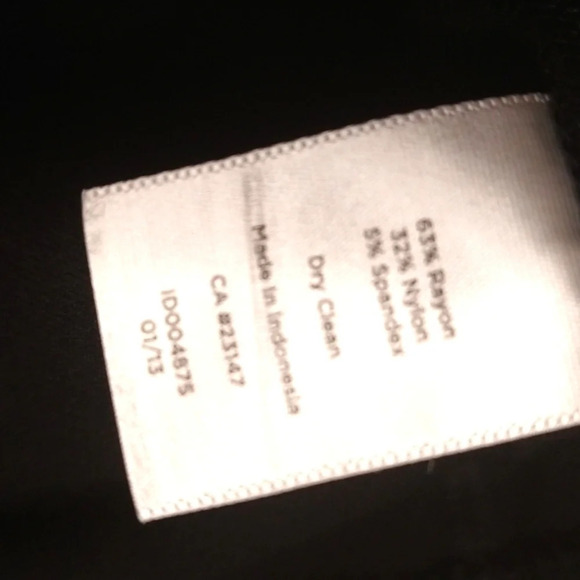 63% Rayon
32% Nylon
5% Spandex
Dry Clean
Made In Indonesia
CA #23147
ID004875
01/13